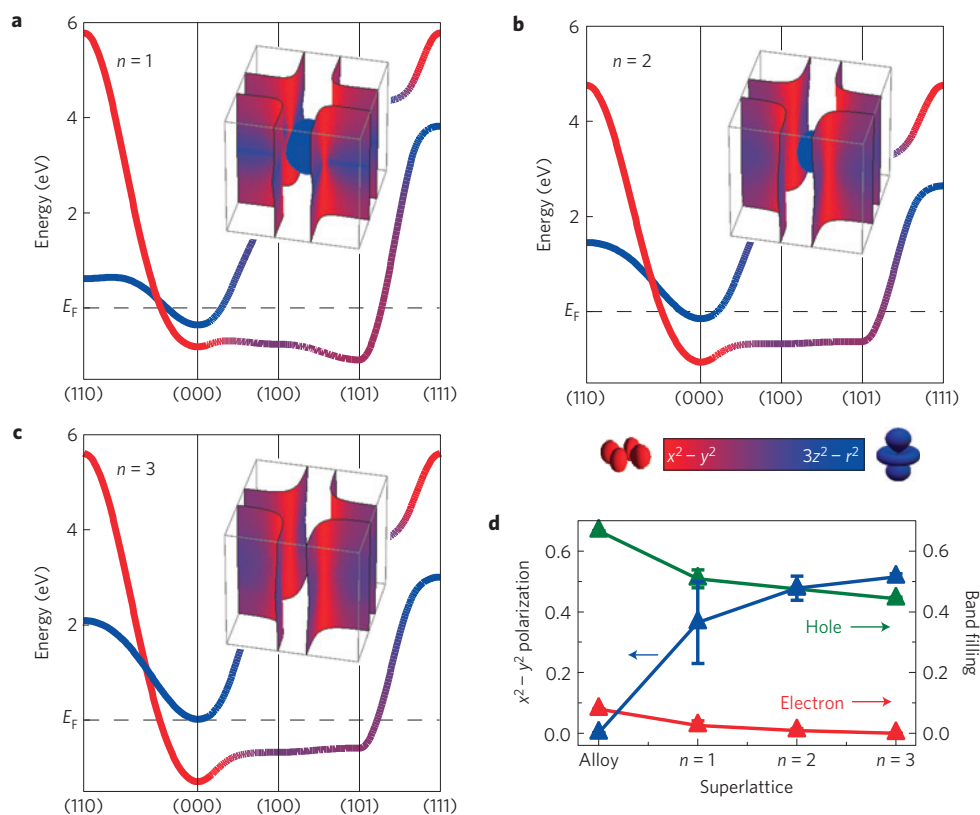 a
6
4
2
E_F
Energy (eV)
n = 1
(110) (000) (100) (101) (111)
b
6
4
2
E_F
Energy (eV)
n = 2
(110) (000) (100) (101) (111)
c
6
4
2
E_F
Energy (eV)
n = 3
(110) (000) (100) (101) (111)
x² – y² 3z² – r²
d
0.6
0.4
0.2
0.0
x² – y² polarization
Hole
Electron
0.6
0.4
0.2
0.0
Band filling
Alloy n = 1 n = 2 n = 3
Superlattice